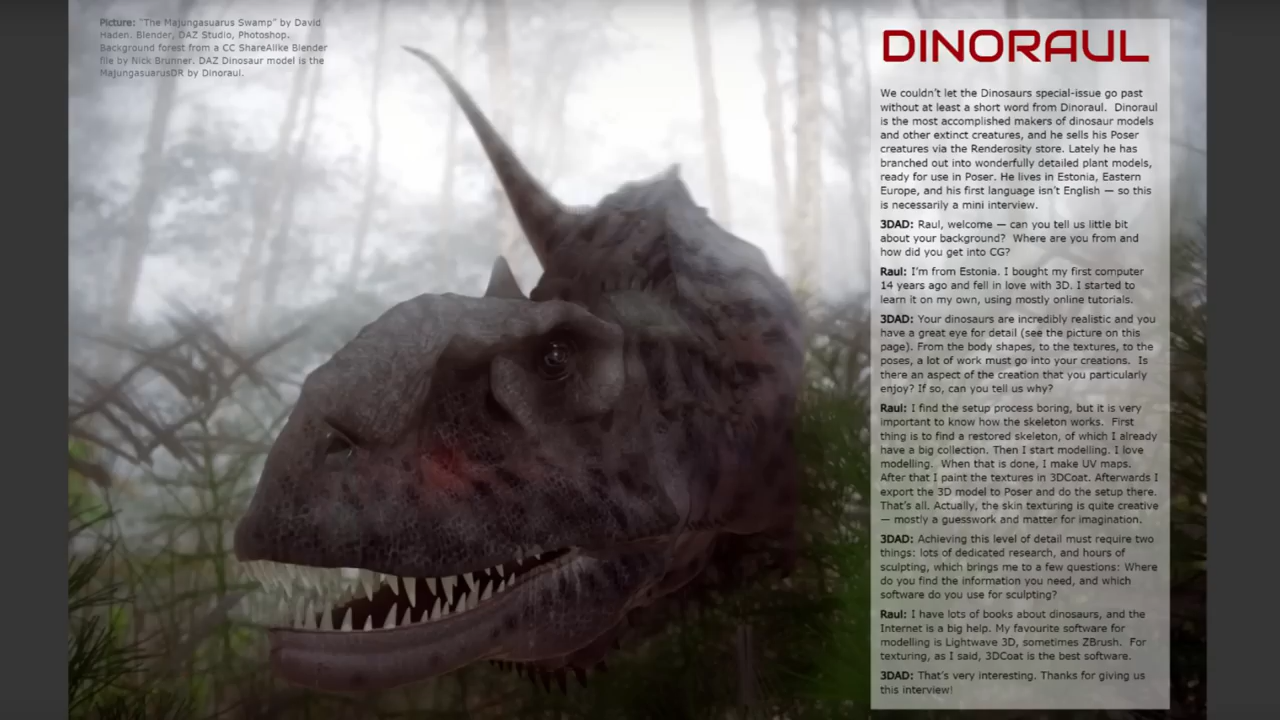 Picture: "The Majungasuarus Swamp" by David
Haden. Blender, DAZ Studio, Photoshop.
Background forest from a CC ShareAlike Blender
file by Nick Brunner. DAZ Dinosaur model is the
MajungasuarusDR by Dinoraul.
DINORAUL
We couldn't let the Dinosaurs special-issue go past
without at least a short word from Dinoraul. Dinoraul
is the most accomplished makers of dinosaur models
and other extinct creatures, and he sells his Poser
creatures via the Renderosity store. Lately he has
branched out into wonderfully detailed plant models,
ready for use in Poser. He lives in Estonia, Eastern
Europe, and his first language isn't English — so this
is necessarily a mini interview.
3DAD: Raul, welcome — can you tell us little bit
about your background? Where are you from and
how did you get into CG?
Raul: I'm from Estonia. I bought my first computer
14 years ago and fell in love with 3D. I started to
learn it on my own, using mostly online tutorials.
3DAD: Your dinosaurs are incredibly realistic and you
have a great eye for detail (see the picture on this
page). From the body shapes, to the textures, to the
poses, a lot of work must go into your creations. Is
there an aspect of the creation that you particularly
enjoy? If so, can you tell us why?
Raul: I find the setup process boring, but it is very
important to know how the skeleton works. First
thing is to find a restored skeleton, of which I already
have a big collection. Then I start modelling. I love
modelling. When that is done, I make UV maps.
After that I paint the textures in 3DCoat. Afterwards I
export the 3D model to Poser and do the setup there.
That's all. Actually, the skin texturing is quite creative
— mostly a guesswork and matter for imagination.
3DAD: Achieving this level of detail must require two
things: lots of dedicated research, and hours of
sculpting, which brings me to a few questions: Where
do you find the information you need, and which
software do you use for sculpting?
Raul: I have lots of books about dinosaurs, and the
Internet is a big help. My favourite software for
modelling is Lightwave 3D, sometimes ZBrush. For
texturing, as I said, 3DCoat is the best software.
3DAD: That's very interesting. Thanks for giving us
this interview!